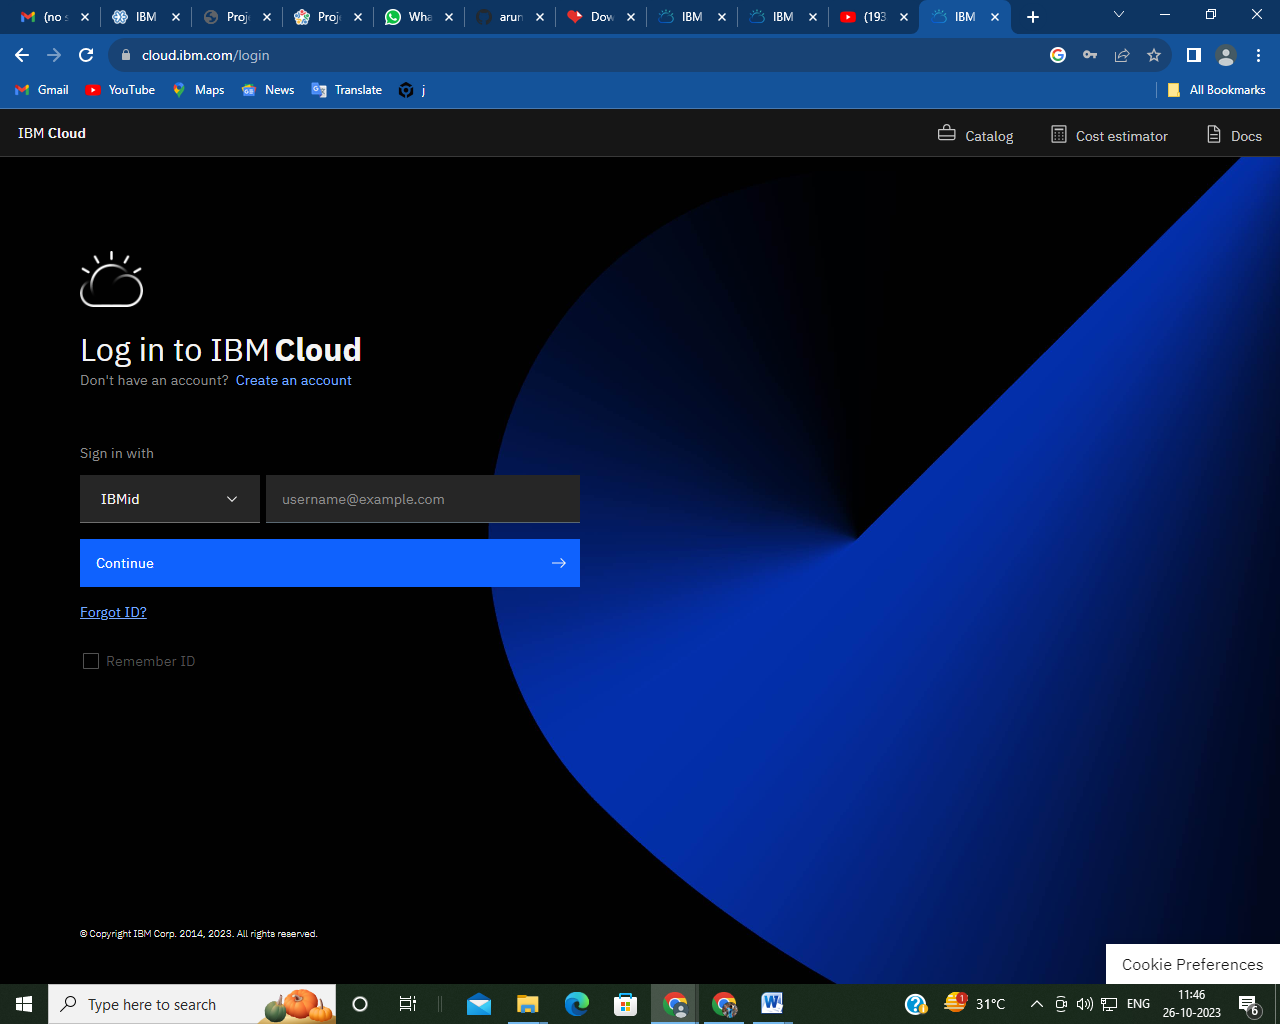 (no s
IBM
Proje
Proje
Wha
arun
Dow
IBM
IBM
(193
IBM
cloud.ibm.com/login
Gmail
YouTube
Maps
News
Translate
j
All Bookmarks
IBM Cloud
Catalog
Cost estimator
Docs
Log in to IBM Cloud
Don't have an account? Create an account
Sign in with
IBMid
username@example.com
Continue
Forgot ID?
Remember ID
© Copyright IBM Corp. 2014, 2023. All rights reserved.
Cookie Preferences
Type here to search
1
31°C
ENG
11:46
26-10-2023
6